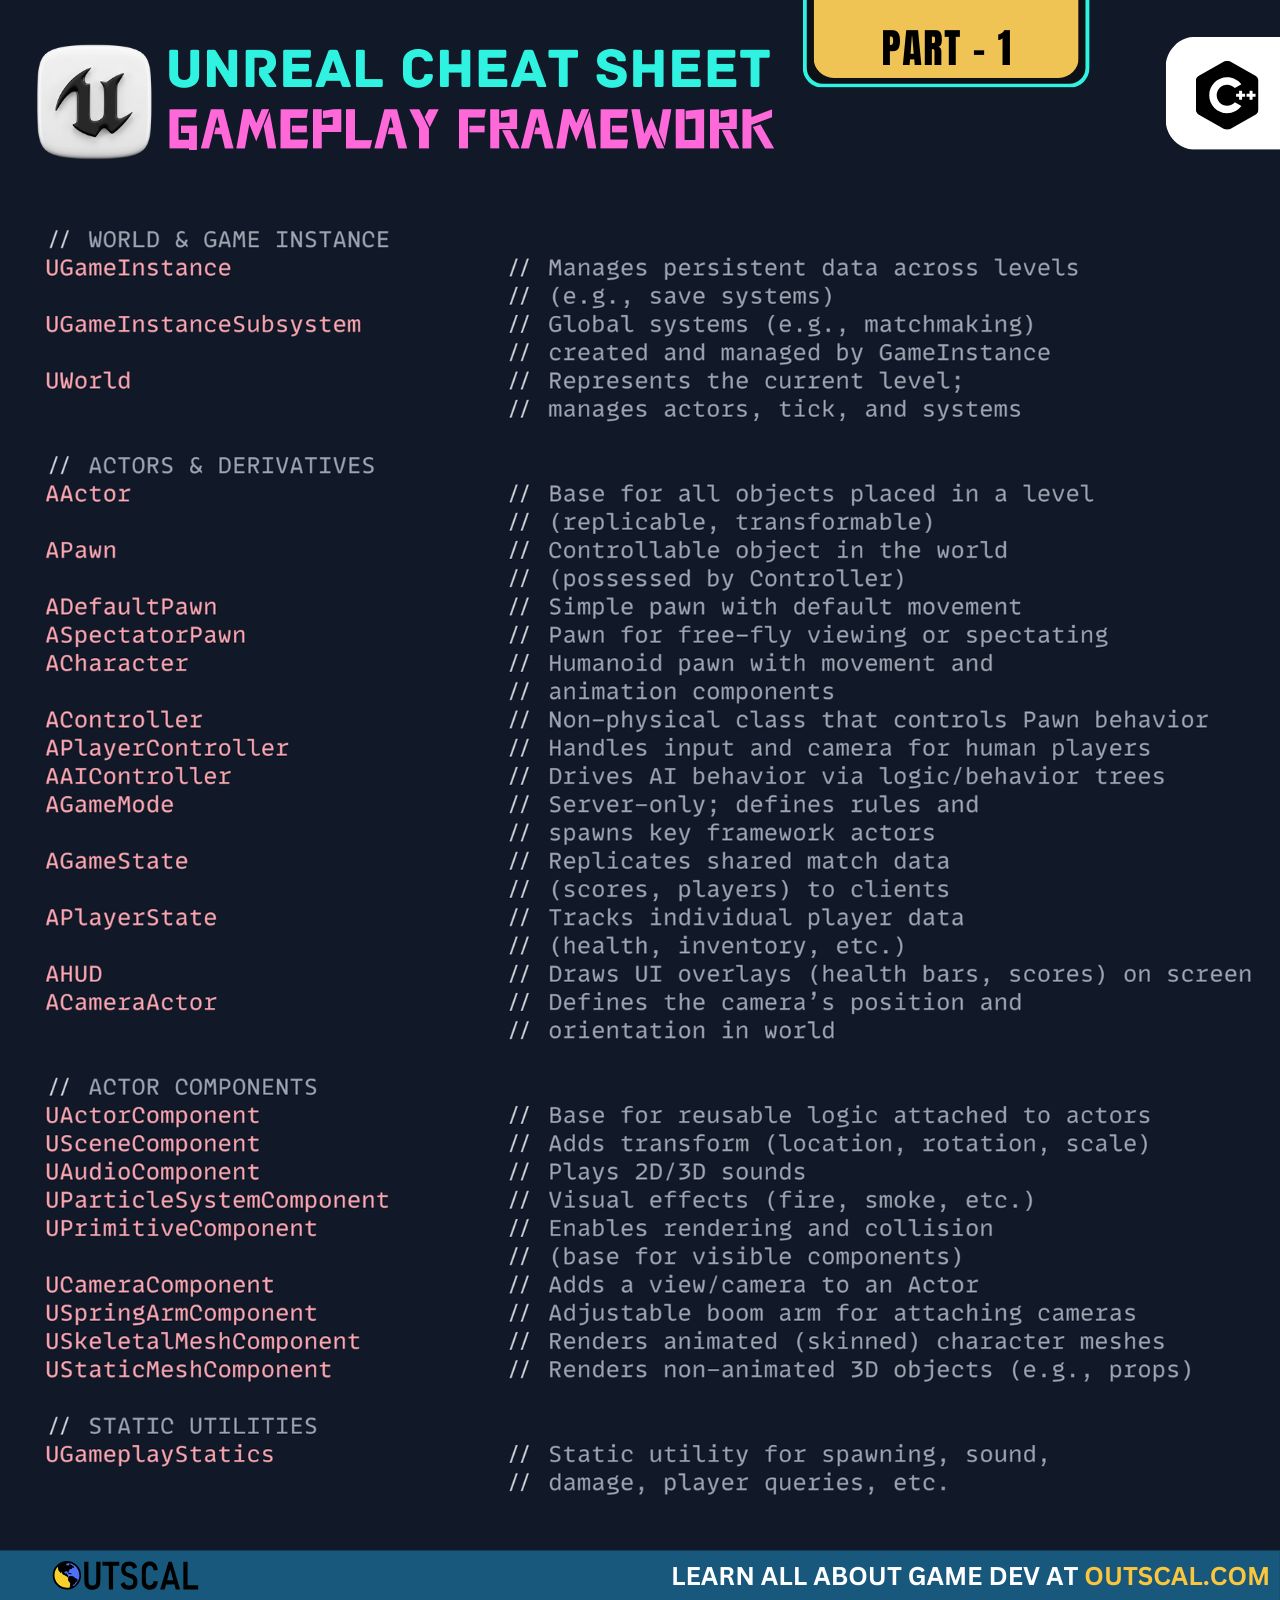 PART - 1
UNREAL CHEAT SHEET
GAMEPLAY FRAMEWORK
C++
// WORLD & GAME INSTANCE
UGameInstance // Manages persistent data across levels
// (e.g., save systems)
UGameInstanceSubsystem // Global systems (e.g., matchmaking)
// created and managed by GameInstance
UWorld // Represents the current level;
// manages actors, tick, and systems
// ACTORS & DERIVATIVES
AActor // Base for all objects placed in a level
// (replicable, transformable)
APawn // Controllable object in the world
// (possessed by Controller)
ADefaultPawn // Simple pawn with default movement
ASpectatorPawn // Pawn for free-fly viewing or spectating
ACharacter // Humanoid pawn with movement and
// animation components
AController // Non-physical class that controls Pawn behavior
APlayerController // Handles input and camera for human players
AAIController // Drives AI behavior via logic/behavior trees
AGameMode // Server-only; defines rules and
// spawns key framework actors
AGameState // Replicates shared match data
// (scores, players) to clients
APlayerState // Tracks individual player data
// (health, inventory, etc.)
AHUD // Draws UI overlays (health bars, scores) on screen
ACameraActor // Defines the camera’s position and
// orientation in world
// ACTOR COMPONENTS
UActorComponent // Base for reusable logic attached to actors
USceneComponent // Adds transform (location, rotation, scale)
UAudioComponent // Plays 2D/3D sounds
UParticleSystemComponent // Visual effects (fire, smoke, etc.)
UPrimitiveComponent // Enables rendering and collision
// (base for visible components)
UCameraComponent // Adds a view/camera to an Actor
USpringArmComponent // Adjustable boom arm for attaching cameras
USkeletalMeshComponent // Renders animated (skinned) character meshes
UStaticMeshComponent // Renders non-animated 3D objects (e.g., props)
// STATIC UTILITIES
UGameplayStatics // Static utility for spawning, sound,
// damage, player queries, etc.
OUTSCAL
LEARN ALL ABOUT GAME DEV AT OUTSCAL.COM